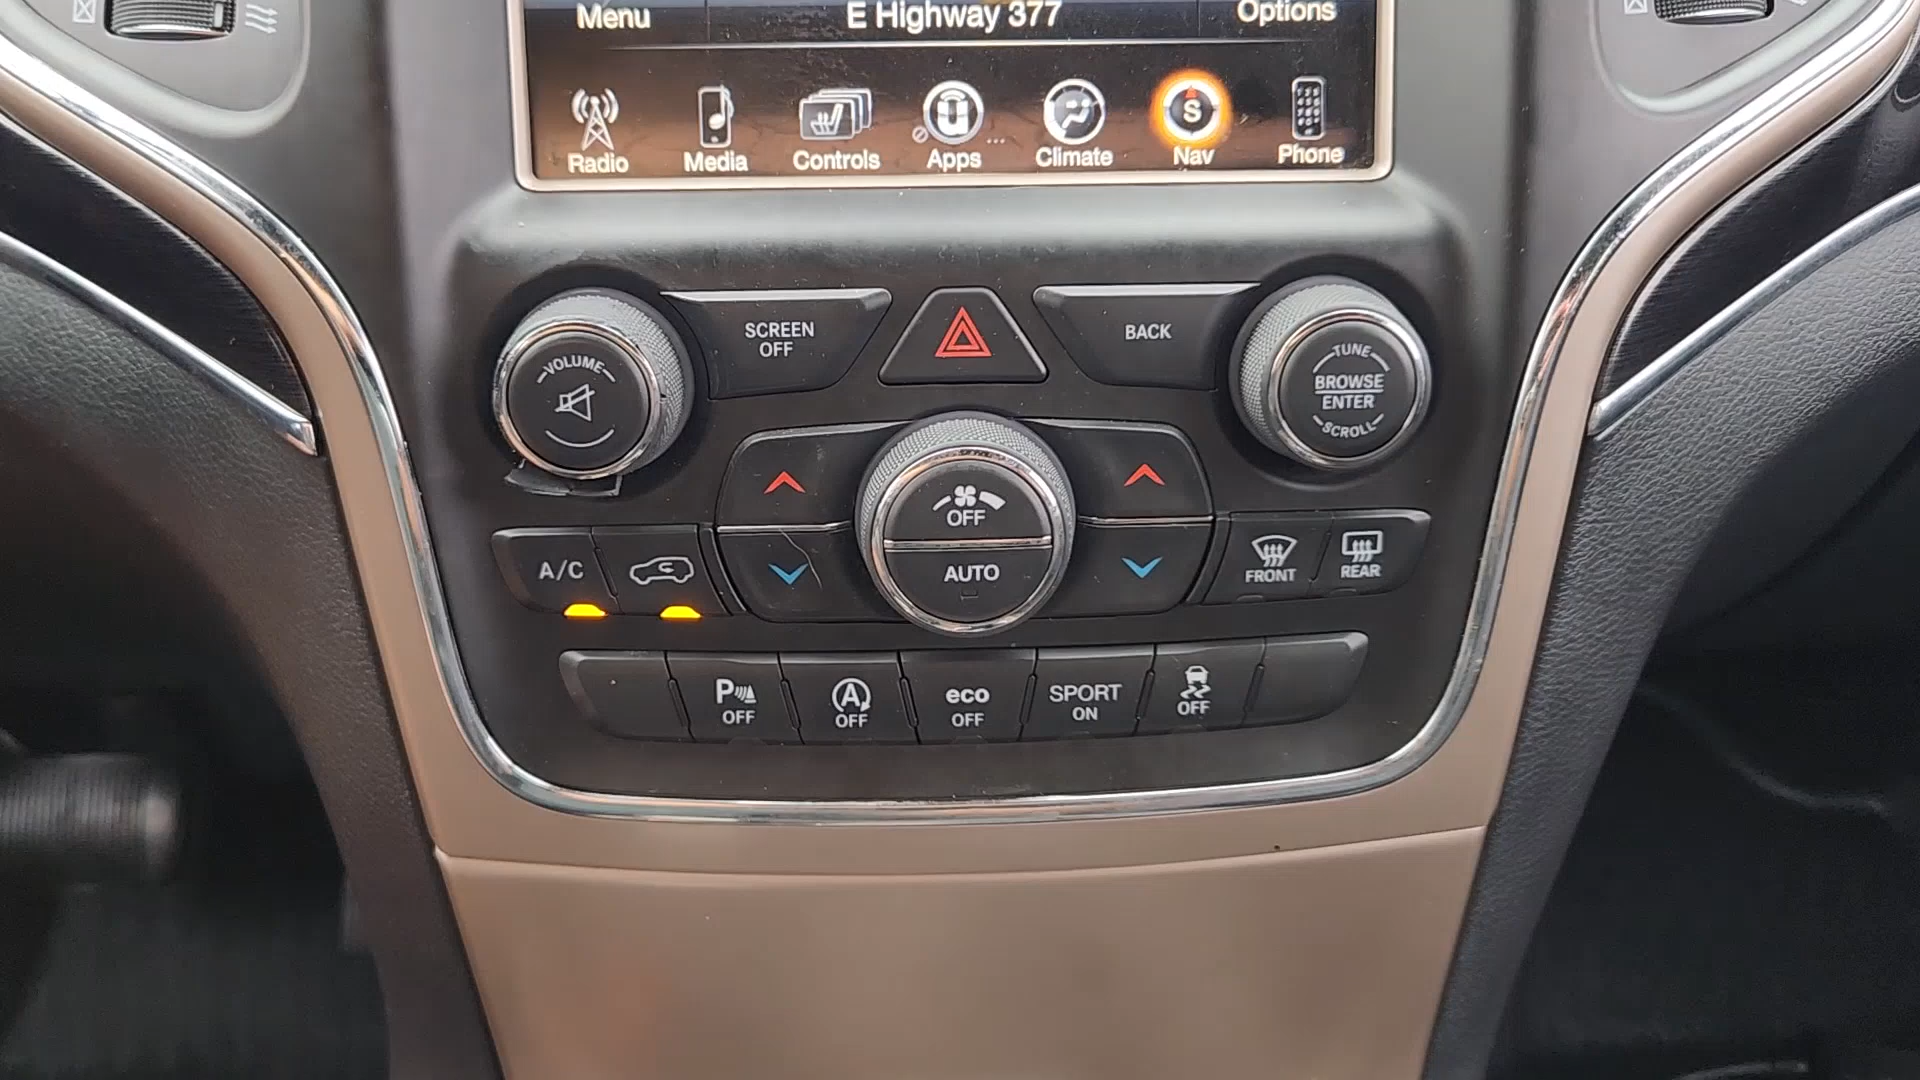 Menu
E Highway 377
Options
S
Radio
Media
Controls
Apps
...
Climate
Nav
Phone
VOLUME
SCREEN
OFF
BACK
TUNE
BROWSE
ENTER
SCROLL
OFF
AUTO
A/C
FRONT
REAR
P
OFF
A
OFF
eco
OFF
SPORT
ON
OFF